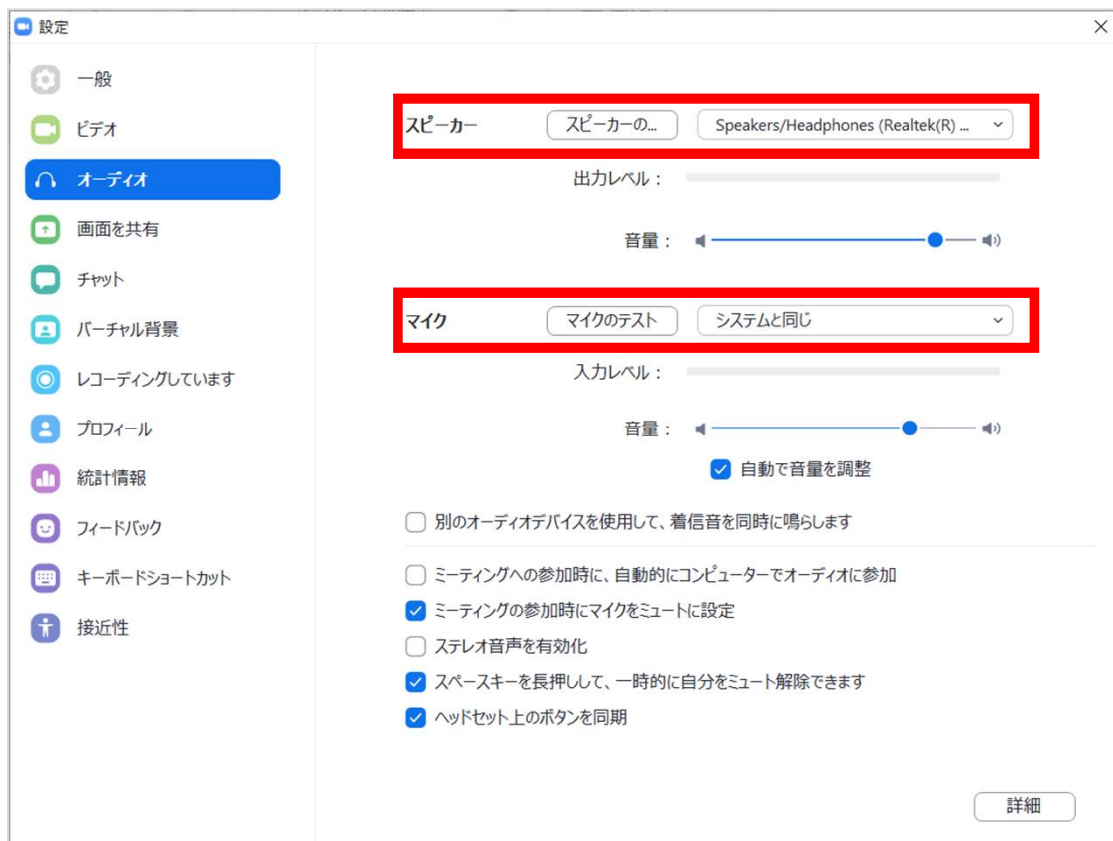 設定
一般
ビデオ
オーディオ
画面を共有
チャット
バーチャル背景
レコーディングしています
プロフィール
統計情報
フィードバック
キーボードショートカット
接近性
スピーカー スピーカーの... Speakers/Headphones (Realtek(R) ...
出力レベル：
音量：
マイク マイクのテスト システムと同じ
入力レベル：
音量：
自動で音量を調整
別のオーディオデバイスを使用して、着信音を同時に鳴らします
ミーティングへの参加時に、自動的にコンピューターでオーディオに参加
ミーティングの参加時にマイクをミュートに設定
ステレオ音声を有効化
スペースキーを長押しして、一時的に自分をミュート解除できます
ヘッドセット上のボタンを同期
詳細